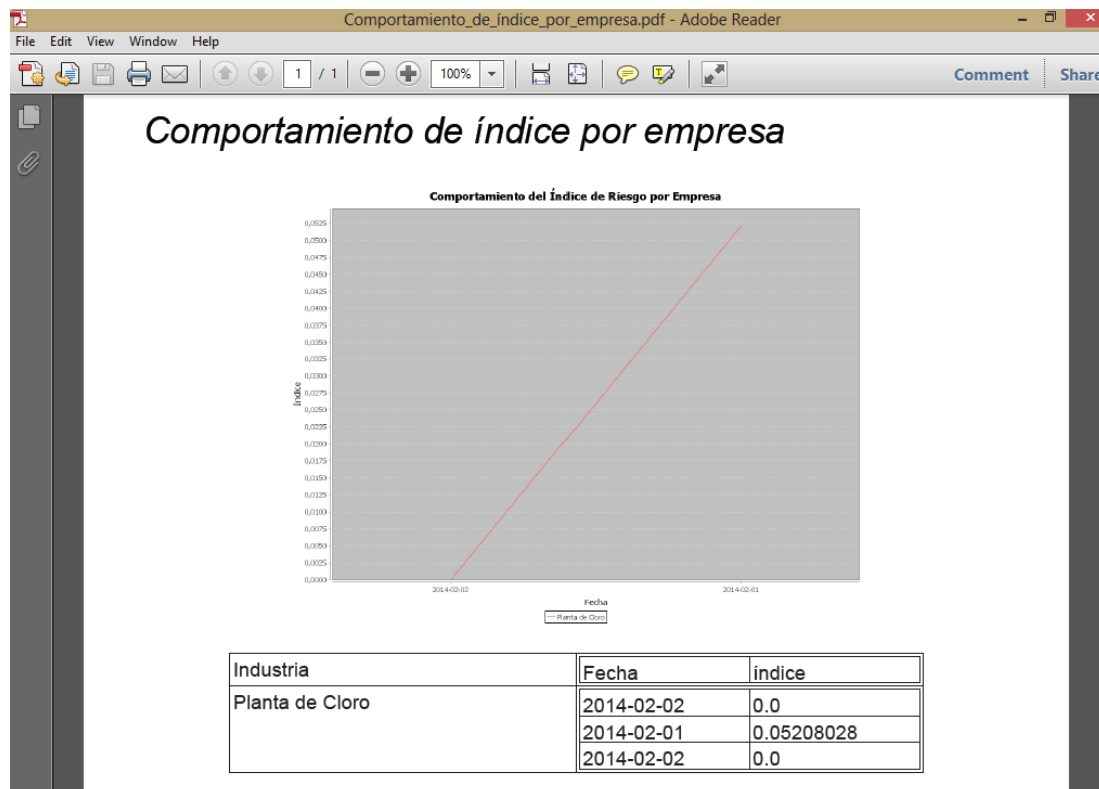 Comportamiento_de_índice_por_empresa.pdf - Adobe Reader
File Edit View Window Help
1 / 1 100% Comment Share
Comportamiento de índice por empresa
Comportamiento del Índice de Riesgo por Empresa
0,0525
0,0500
0,0475
0,0450
0,0425
0,0400
0,0375
0,0350
0,0325
0,0300
0,0275
0,0250
0,0225
0,0200
0,0175
0,0150
0,0125
0,0100
0,0075
0,0050
0,0025
0,0000
Índice
2014-02-02 2014-02-01
Fecha
Planta de Cloro
Industria Fecha índice
Planta de Cloro 2014-02-02 0.0
2014-02-01 0.05208028
2014-02-02 0.0